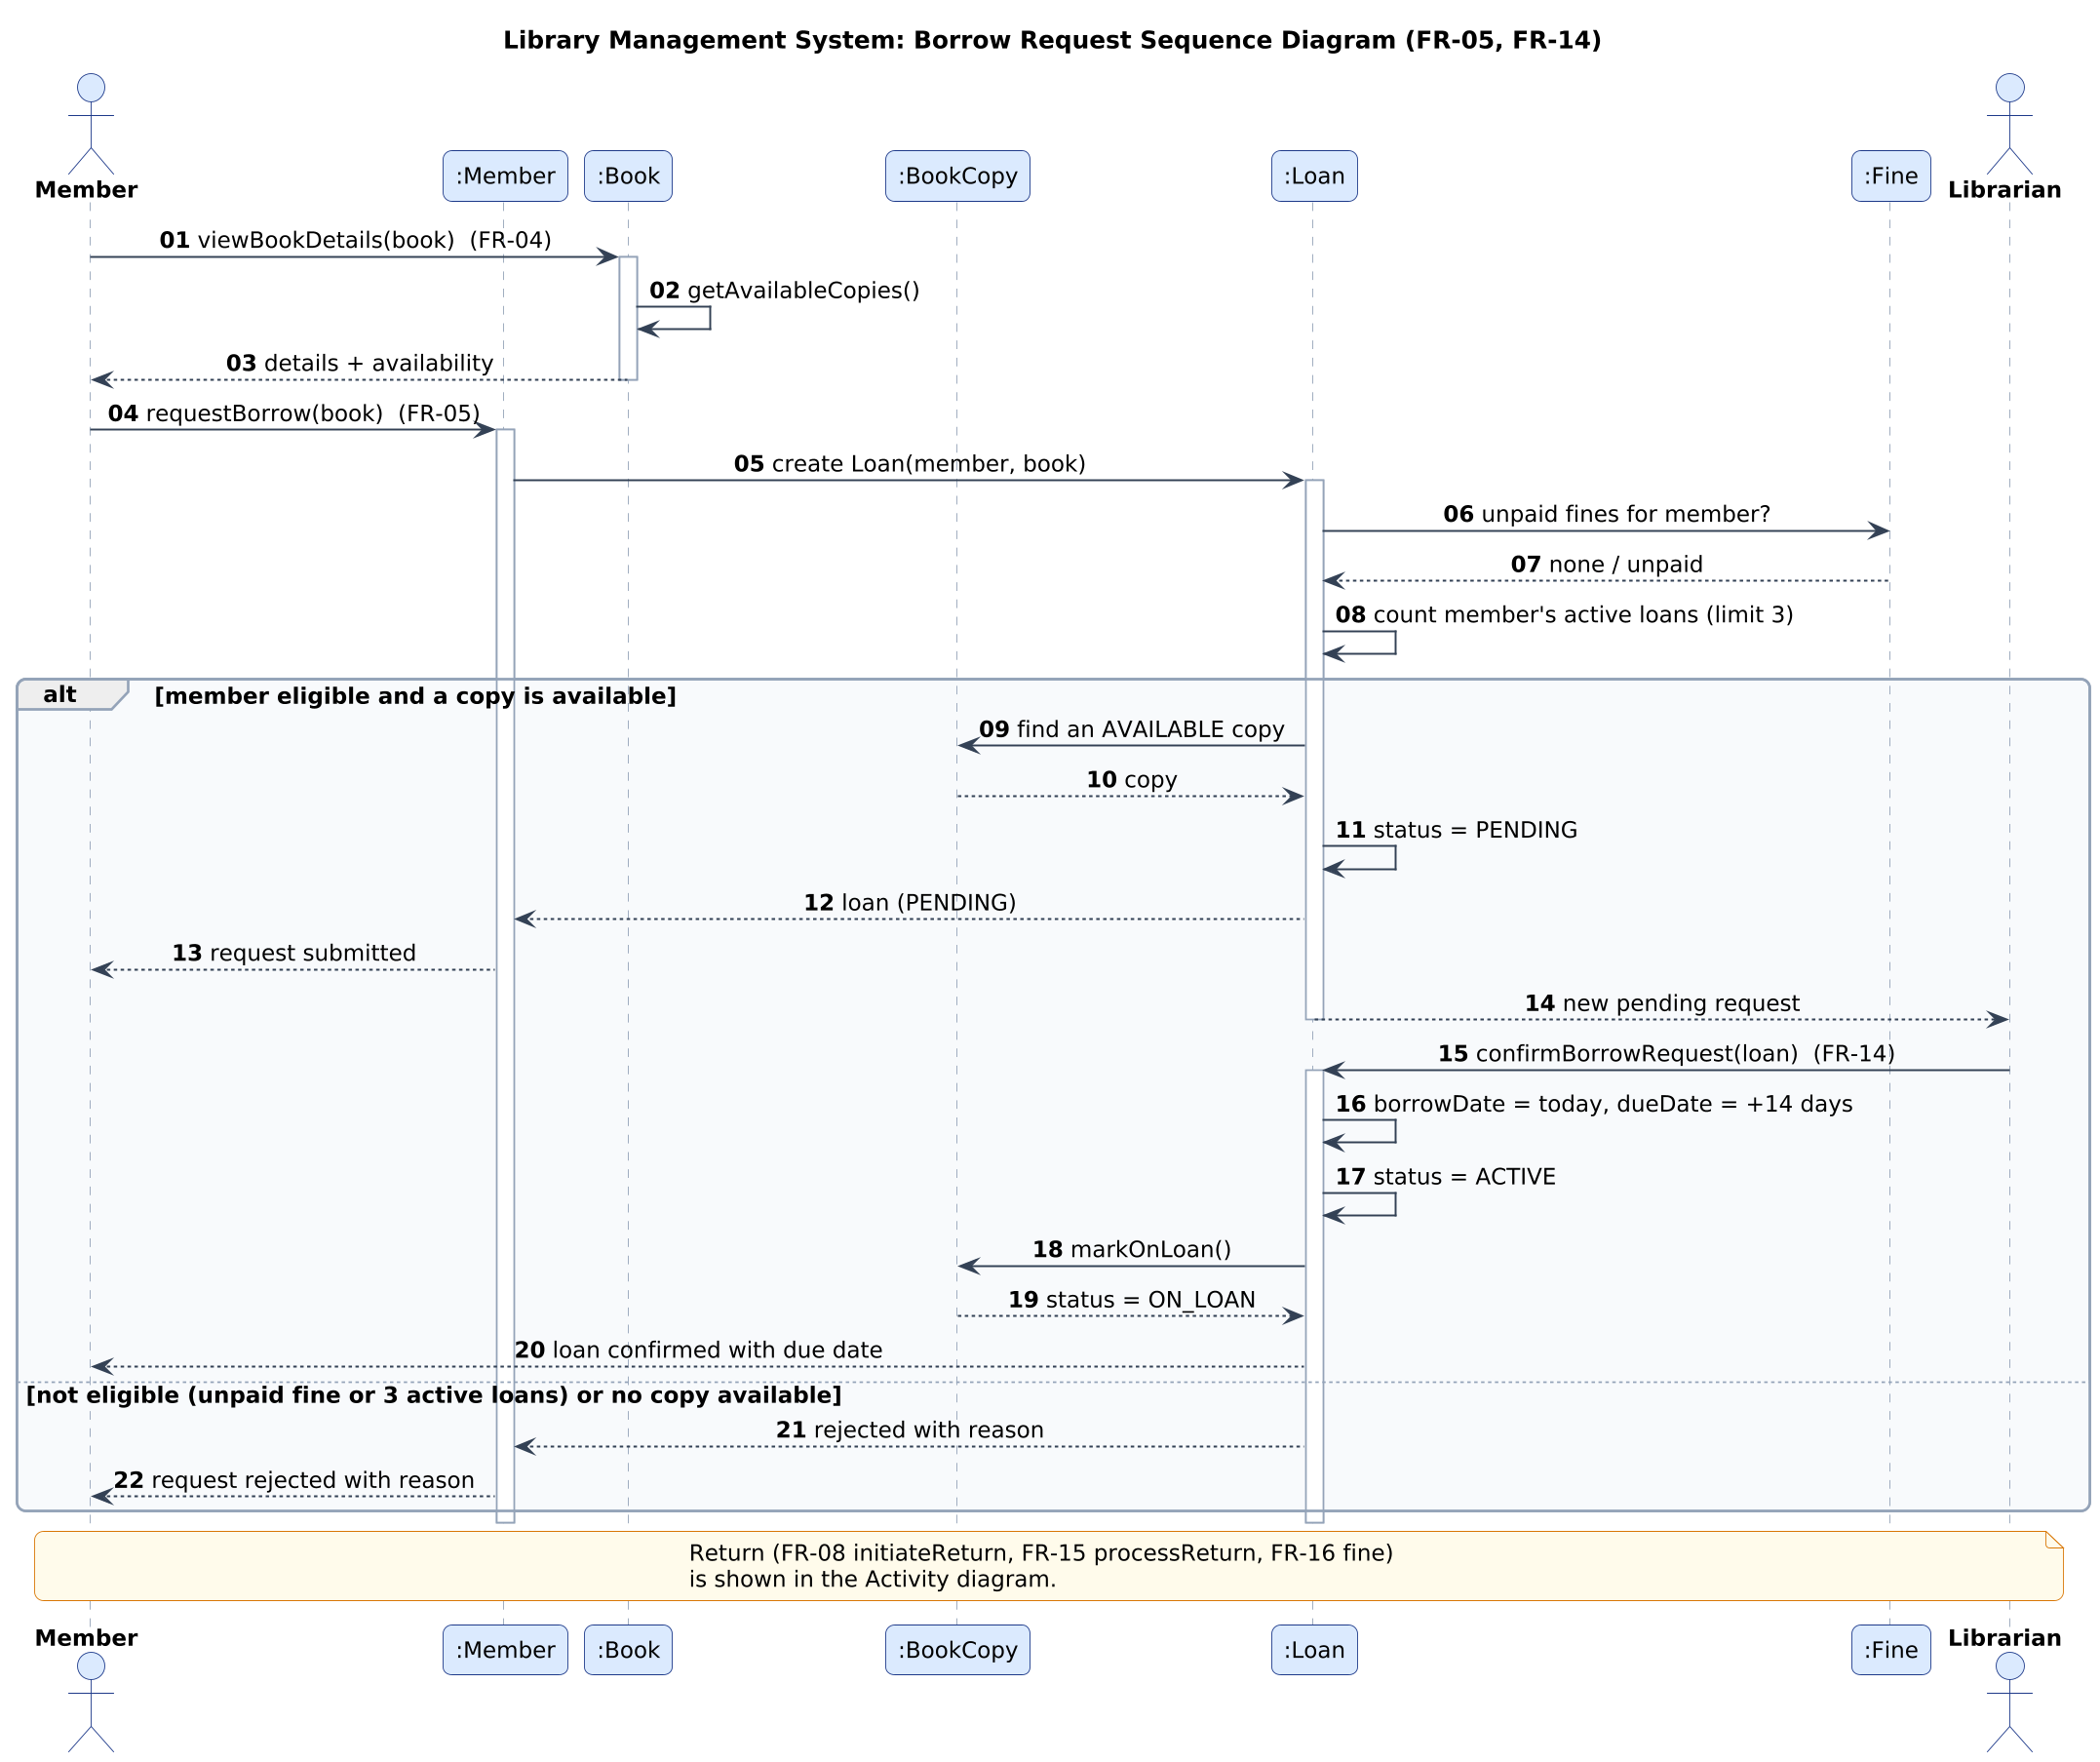 Library Management System: Borrow Request Sequence Diagram (FR-05, FR-14)
Member
:Member
:Book
:BookCopy
:Loan
:Fine
Librarian
01 viewBookDetails(book)  (FR-04)
02 getAvailableCopies()
03 details + availability
04 requestBorrow(book)  (FR-05)
05 create Loan(member, book)
06 unpaid fines for member?
07 none / unpaid
08 count member's active loans (limit 3)
alt
[member eligible and a copy is available]
09 find an AVAILABLE copy
10 copy
11 status = PENDING
12 loan (PENDING)
13 request submitted
14 new pending request
15 confirmBorrowRequest(loan)  (FR-14)
16 borrowDate = today, dueDate = +14 days
17 status = ACTIVE
18 markOnLoan()
19 status = ON_LOAN
20 loan confirmed with due date
[not eligible (unpaid fine or 3 active loans) or no copy available]
21 rejected with reason
22 request rejected with reason
Return (FR-08 initiateReturn, FR-15 processReturn, FR-16 fine)
is shown in the Activity diagram.
Member
:Member
:Book
:BookCopy
:Loan
:Fine
Librarian